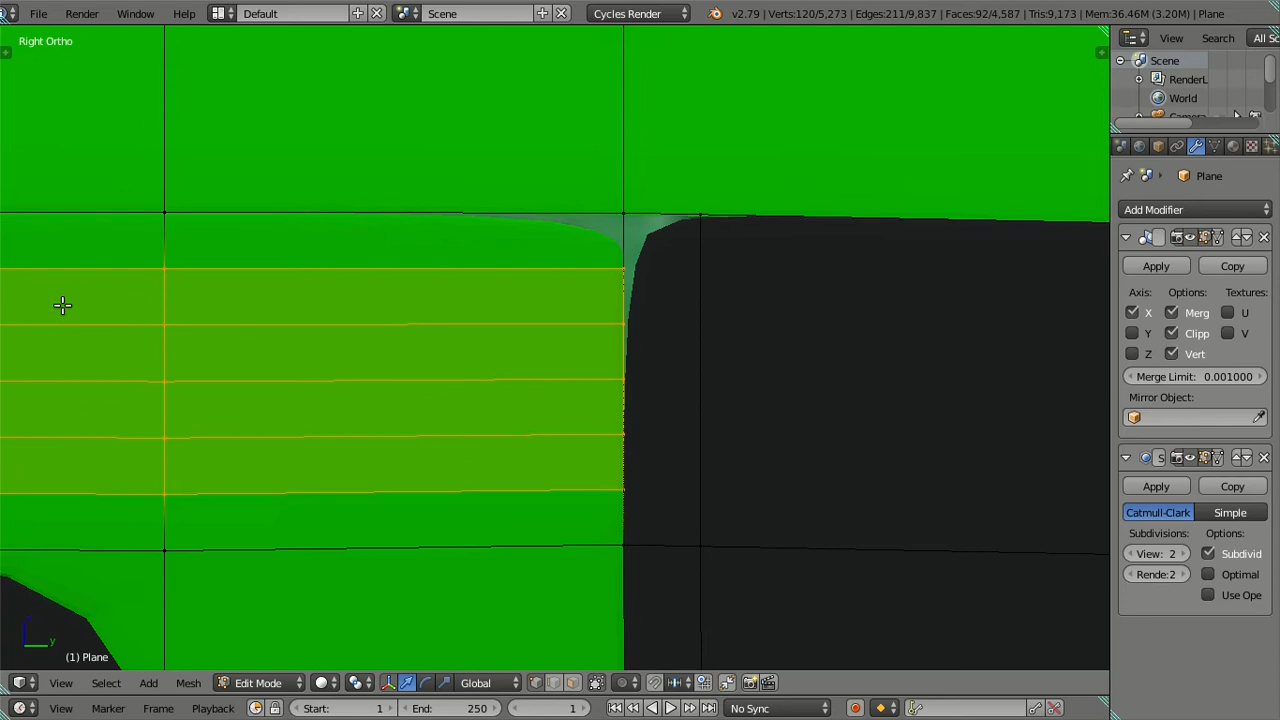 File Render Window Help Default Scene Cycles Render v2.79 | Verts:120/5,273 | Edges:211/9,837 | Faces:92/4,587 | Tris:9,173 | Mem:36.46M (3.20M) | Plane
Right Ortho
View Search All Sc
Scene
RenderL
World
Camera
Plane
Add Modifier
Apply Copy
Axis: Options: Textures:
X Merg U
Y Clipp V
Z Vert
Merge Limit: 0.001000
Mirror Object:
S
Apply Copy
Catmull-Clark Simple
Subdivisions: Options:
View: 2 Subdivid
Rende:2 Optimal
Use Ope
z
y
(1) Plane
View Select Add Mesh Edit Mode Global
View Marker Frame Playback Start: 1 End: 250 1 No Sync